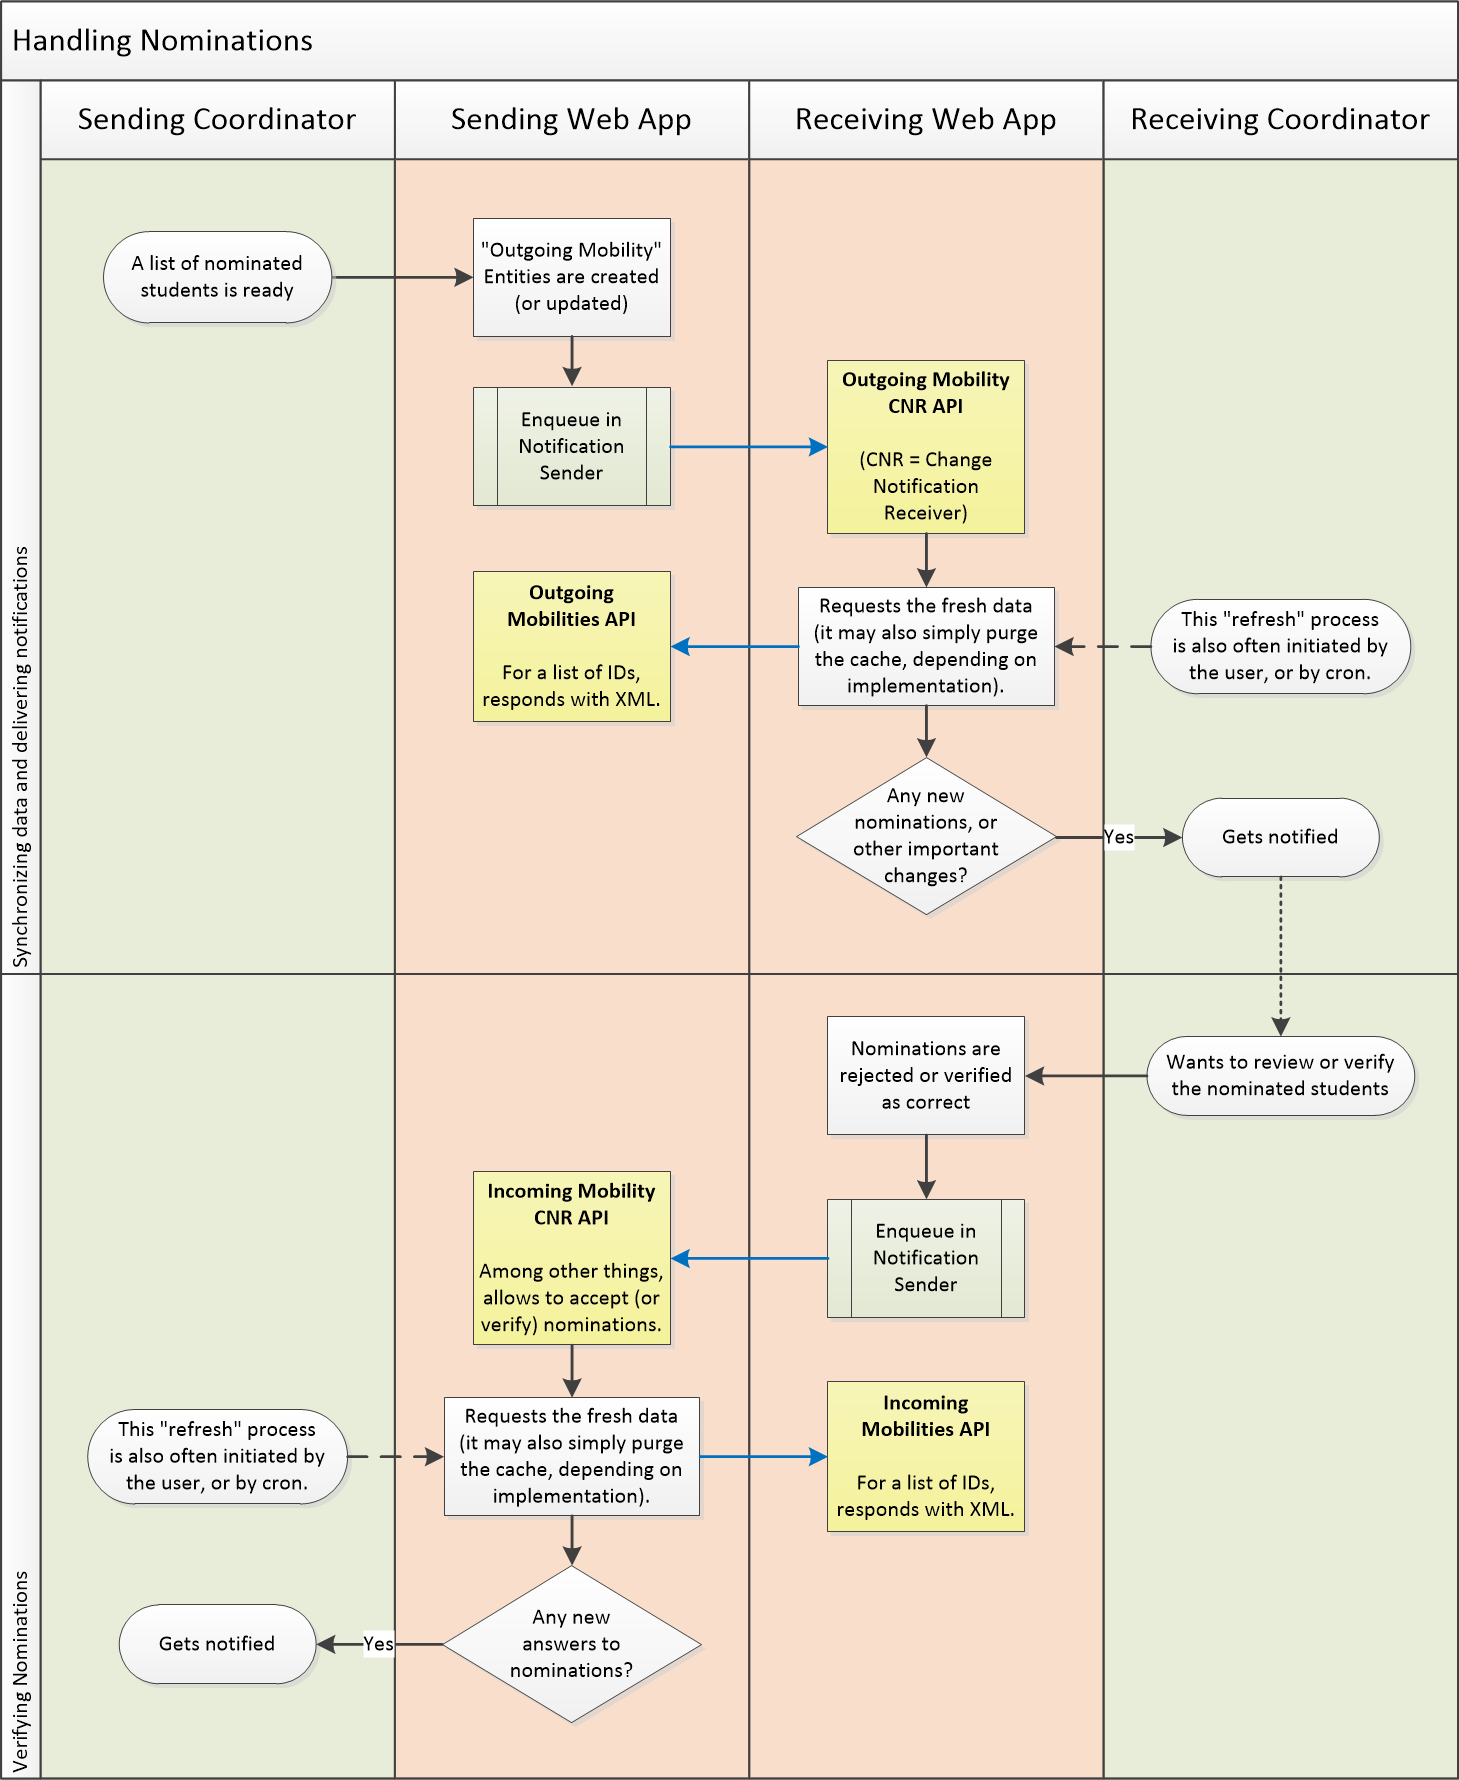 Handling Nominations
Sending Coordinator
Sending Web App
Receiving Web App
Receiving Coordinator
Synchronizing data and delivering notifications
A list of nominated
students is ready
"Outgoing Mobility"
Entities are created
(or updated)
Enqueue in
Notification
Sender
Outgoing Mobility
CNR API
(CNR = Change
Notification
Receiver)
Outgoing
Mobilities API
For a list of IDs,
responds with XML.
Requests the fresh data
(it may also simply purge
the cache, depending on
implementation).
This "refresh" process
is also often initiated by
the user, or by cron.
Any new
nominations, or
other important
changes?
Yes
Gets notified
Verifying Nominations
Wants to review or verify
the nominated students
Nominations are
rejected or verified
as correct
Enqueue in
Notification
Sender
Incoming Mobility
CNR API
Among other things,
allows to accept (or
verify) nominations.
This "refresh" process
is also often initiated by
the user, or by cron.
Requests the fresh data
(it may also simply purge
the cache, depending on
implementation).
Incoming
Mobilities API
For a list of IDs,
responds with XML.
Any new
answers to
nominations?
Yes
Gets notified